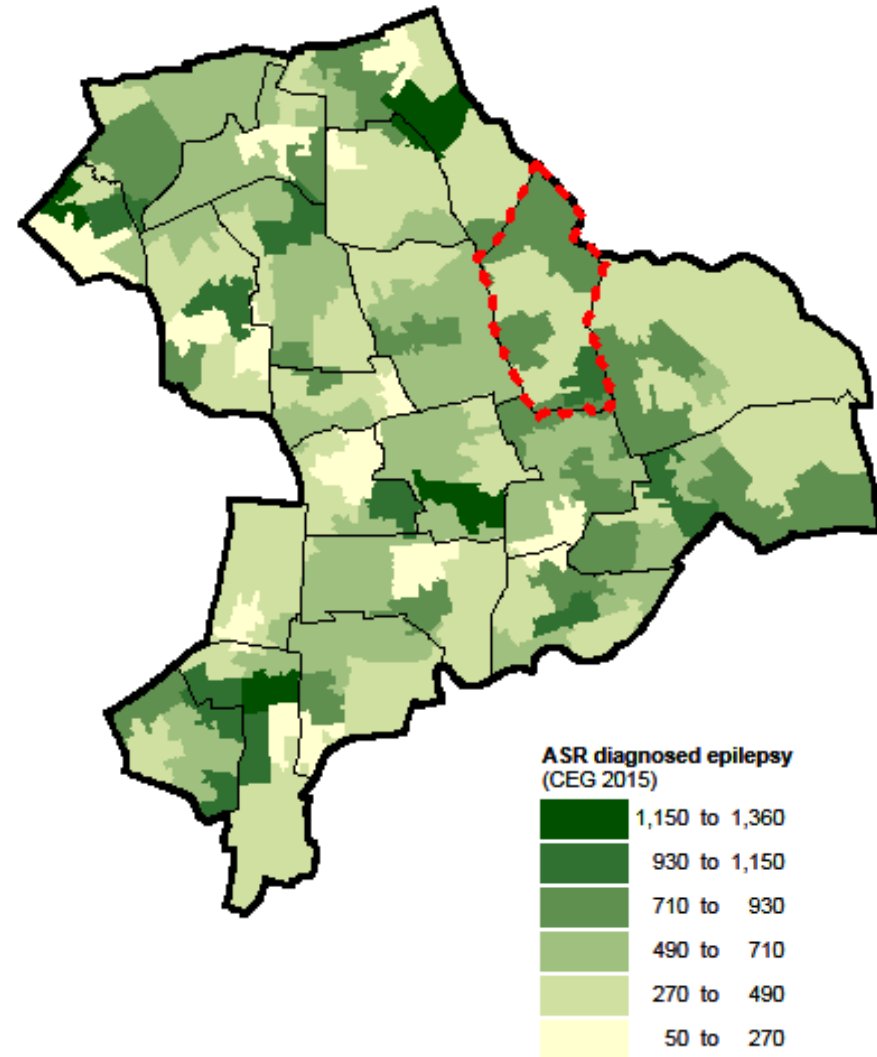 ASR diagnosed epilepsy
(CEG 2015)
1,150 to 1,360
930 to 1,150
710 to 930
490 to 710
270 to 490
50 to 270